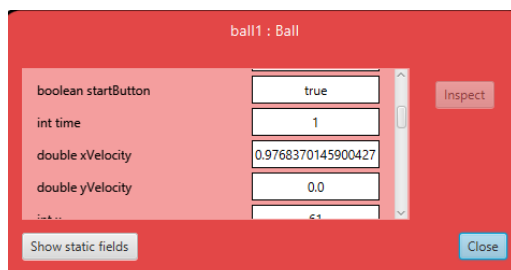 ball1 : Ball
boolean startButton true
Inspect
int time 1
double xVelocity 0.9768370145900427
double yVelocity 0.0
Show static fields
Close